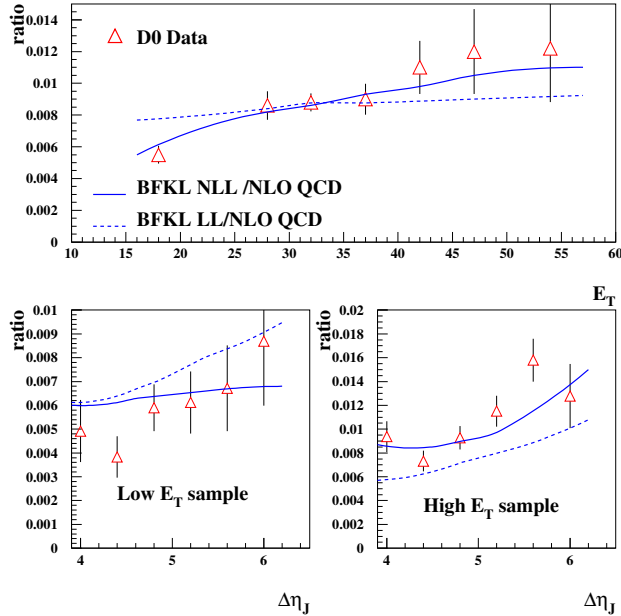 ratio
0.014
0.012
0.01
0.008
0.006
0.004
0.002
0
D0 Data
BFKL NLL /NLO QCD
BFKL LL/NLO QCD
10 15 20 25 30 35 40 45 50 55 60
E_T
ratio
0.01
0.009
0.008
0.007
0.006
0.005
0.004
0.003
0.002
0.001
0
Low E_T sample
4 5 6
Δη_J
ratio
0.02
0.018
0.016
0.014
0.012
0.01
0.008
0.006
0.004
0.002
0
High E_T sample
4 5 6
Δη_J